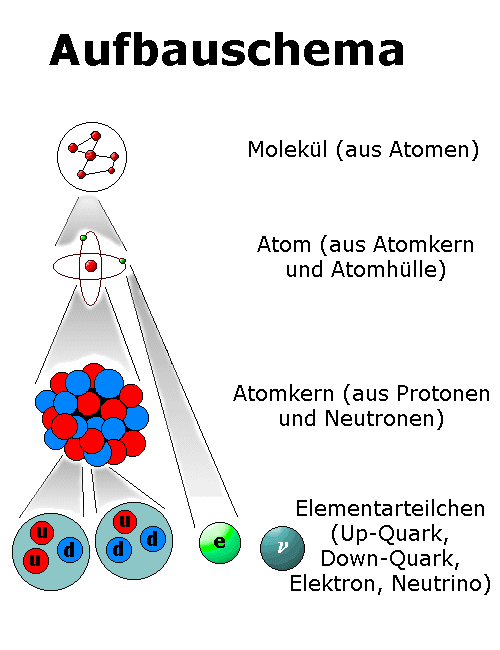 Aufbauschema
Molekül (aus Atomen)
Atom (aus Atomkern
und Atomhülle)
Atomkern (aus Protonen
und Neutronen)
Elementarteilchen
(Up-Quark,
Down-Quark,
Elektron, Neutrino)
u
u
d
u
d
d
e
ν